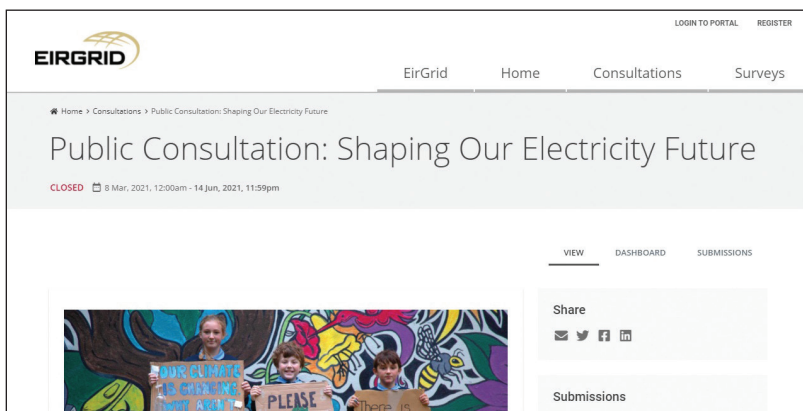 LOGIN TO PORTAL REGISTER
EIRGRID
EirGrid Home Consultations Surveys
Home > Consultations > Public Consultation: Shaping Our Electricity Future
Public Consultation: Shaping Our Electricity Future
CLOSED 8 Mar, 2021, 12:00am - 14 Jun, 2021, 11:59pm
VIEW DASHBOARD SUBMISSIONS
Share
OUR CLIMATE
IS CHANGING
WHY AREN'T
PLEASE
There is
Submissions